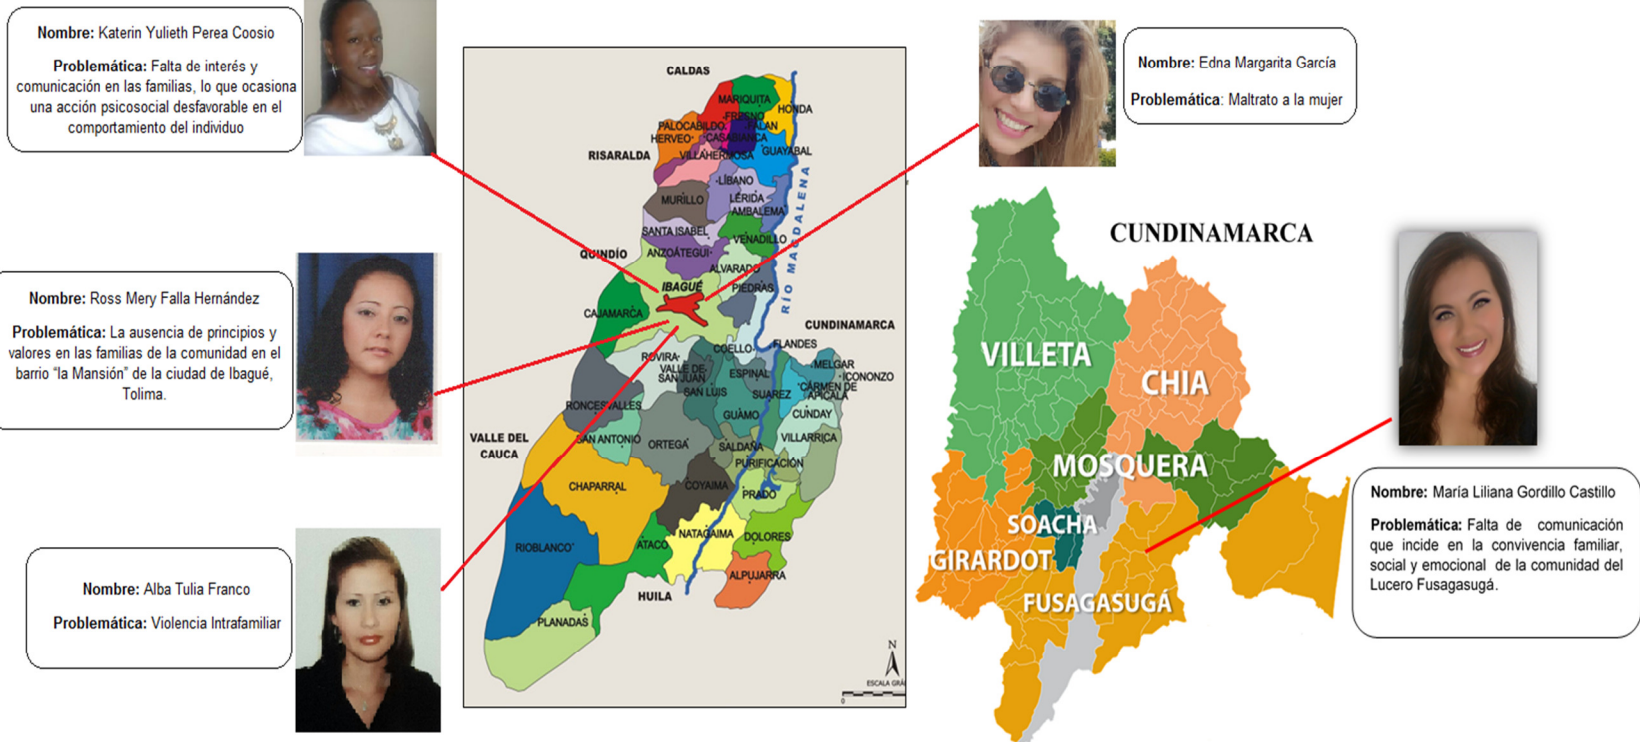 Nombre: Katerin Yulieth Perea Coosio
Problemática: Falta de interés y
comunicación en las familias, lo que ocasiona
una acción psicosocial desfavorable en el
comportamiento del individuo
Nombre: Ross Mery Falla Hernández
Problemática: La ausencia de principios y
valores en las familias de la comunidad en el
barrio “la Mansión” de la ciudad de Ibagué,
Tolima.
Nombre: Alba Tulia Franco
Problemática: Violencia Intrafamiliar
CALDAS
MARIQUITA
HONDA
FRESNO
PALOCABILDO
FALAN
HERVEO
CASABIANCA
RISARALDA
VILLAHERMOSA
GUAYABAL
LÍBANO
MURILLO
LÉRIDA
AMBALEMA
SANTA ISABEL
VENADILLO
RÍO MAGDALENA
QUINDÍO
ANZOÁTEGUI
ALVARADO
IBAGUÉ
PIEDRAS
CAJAMARCA
CUNDINAMARCA
COELLO
FLANDES
ROVIRA
VALLE DE
SAN JUAN
ESPINAL
MELGAR
ICONONZO
CARMEN DE
APICALÁ
SAN LUIS
SUAREZ
RONCESVALLES
GUAMO
CUNDAY
VALLE DEL
CAUCA
SAN ANTONIO
ORTEGA
SALDAÑA
VILLARRICA
PURIFICACIÓN
CHAPARRAL
COYAIMA
PRADO
RIOBLANCO
ATACO
NATAGAIMA
DOLORES
ALPUJARRA
HUILA
PLANADAS
N
ESCALA GRÁ
0
Nombre: Edna Margarita García
Problemática: Maltrato a la mujer
CUNDINAMARCA
VILLETA
CHIA
MOSQUERA
SOACHA
GIRARDOT
FUSAGASUGÁ
Nombre: María Liliana Gordillo Castillo
Problemática: Falta de comunicación
que incide en la convivencia familiar,
social y emocional de la comunidad del
Lucero Fusagasugá.